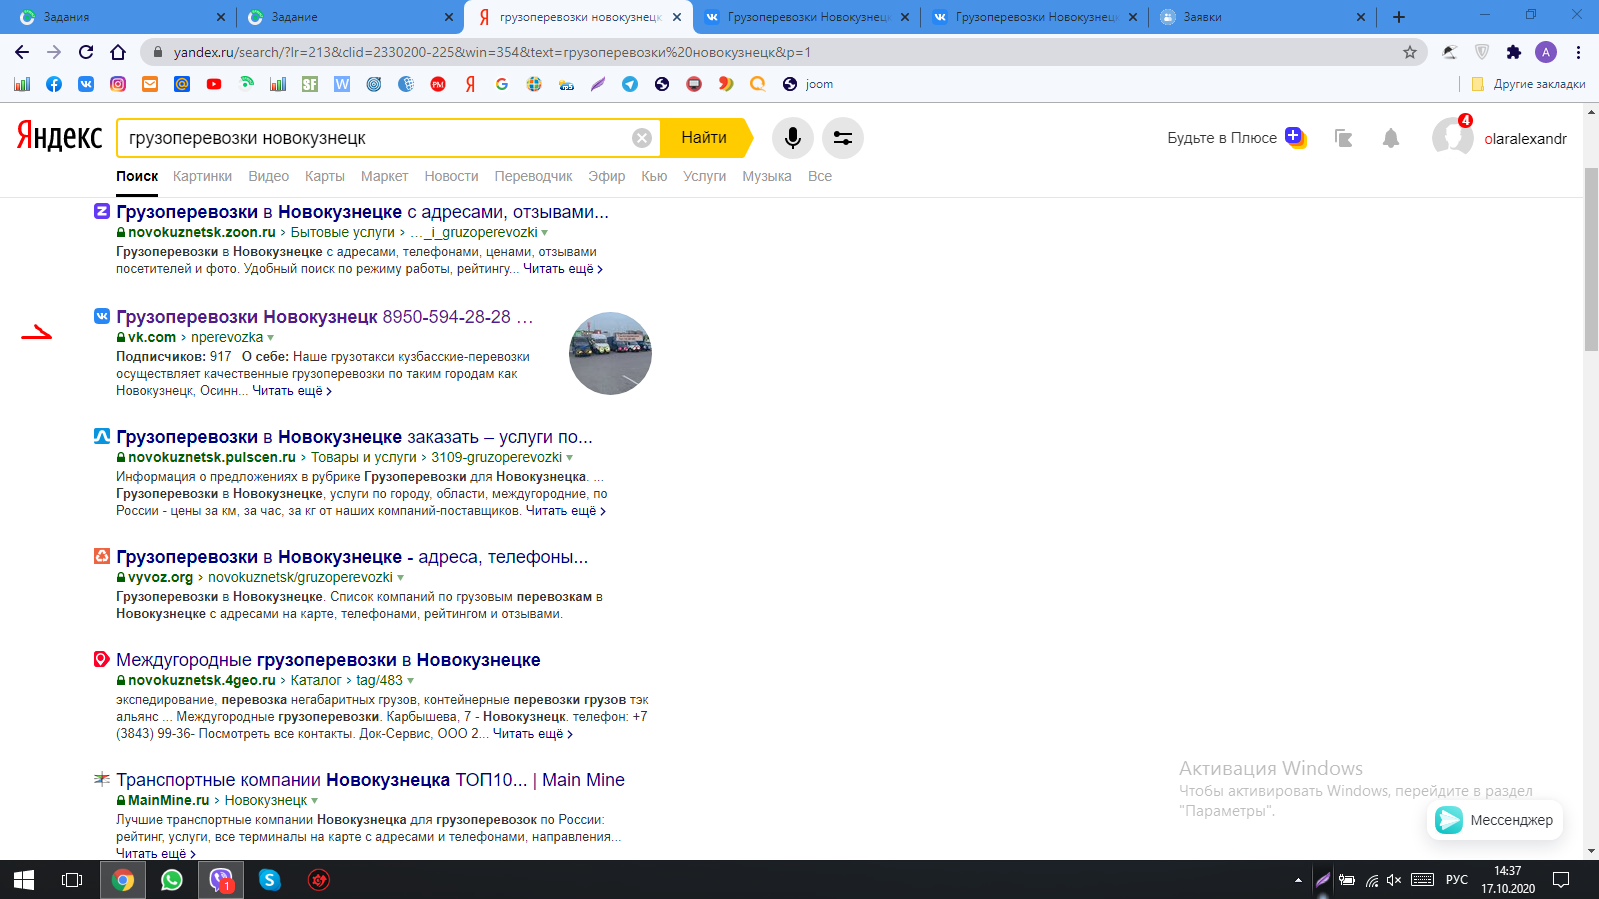 Задания
Задание
грузоперевозки новокузнецк
Грузоперевозки Новокузнец
Грузоперевозки Новокузнец
Заявки
yandex.ru/search/?lr=213&clid=2330200-225&win=354&text=грузоперевозки%20новокузнецк&p=1
A
joom
Другие закладки
Яндекс
грузоперевозки новокузнецк
Найти
Будьте в Плюсе
4
olaralexandr
Поиск Картинки Видео Карты Маркет Новости Переводчик Эфир Кью Услуги Музыка Все
Грузоперевозки в Новокузнецке с адресами, отзывами...
novokuznetsk.zoon.ru › Бытовые услуги › ..._i_gruzoperevozki
Грузоперевозки в Новокузнецке с адресами, телефонами, ценами, отзывами
посетителей и фото. Удобный поиск по режиму работы, рейтингу... Читать ещё ›
Грузоперевозки Новокузнецк 8950-594-28-28 ...
vk.com › nperevozka
Подписчиков: 917 О себе: Наше грузотакси кузбасские-перевозки
осуществляет качественные грузоперевозки по таким городам как
Новокузнецк, Осинн... Читать ещё ›
Грузоперевозки в Новокузнецке заказать – услуги по...
novokuznetsk.pulscen.ru › Товары и услуги › 3109-gruzoperevozki
Информация о предложениях в рубрике Грузоперевозки для Новокузнецка. ...
Грузоперевозки в Новокузнецке, услуги по городу, области, междугородние, по
России - цены за км, за час, за кг от наших компаний-поставщиков. Читать ещё ›
Грузоперевозки в Новокузнецке - адреса, телефоны...
vyvoz.org › novokuznetsk/gruzoperevozki
Грузоперевозки в Новокузнецке. Список компаний по грузовым перевозкам в
Новокузнецке с адресами на карте, телефонами, рейтингом и отзывами.
Междугородные грузоперевозки в Новокузнецке
novokuznetsk.4geo.ru › Каталог › tag/483
экспедирование, перевозка негабаритных грузов, контейнерные перевозки грузов тэк
альянс ... Междугородные грузоперевозки. Карбышева, 7 - Новокузнецк. телефон: +7
(3843) 99-36- Посмотреть все контакты. Док-Сервис, ООО 2... Читать ещё ›
Транспортные компании Новокузнецка ТОП10... | Main Mine
MainMine.ru › Новокузнецк
Лучшие транспортные компании Новокузнецка для грузоперевозок по России:
рейтинг, услуги, все терминалы на карте с адресами и телефонами, направления...
Читать ещё ›
Активация Windows
Чтобы активировать Windows, перейдите в раздел
"Параметры".
Мессенджер
1
РУС
14:37
17.10.2020